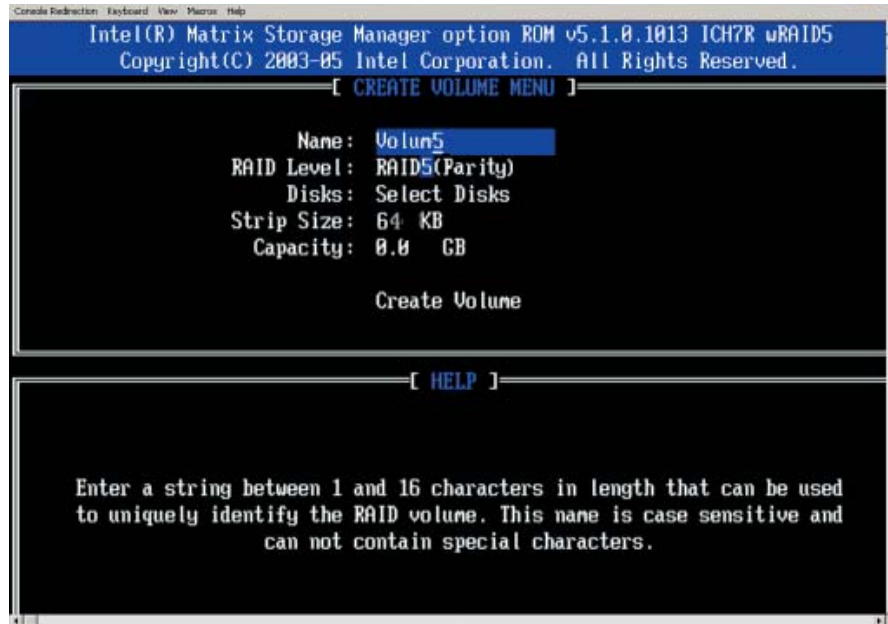 Console Redirection Keyboard View Macros Help
Intel(R) Matrix Storage Manager option ROM v5.1.0.1013 ICH7R wRAID5
Copyright(C) 2003-05 Intel Corporation. All Rights Reserved.
[ CREATE VOLUME MENU ]
Name: Volum5
RAID Level: RAID5(Parity)
Disks: Select Disks
Strip Size: 64 KB
Capacity: 0.0 GB
Create Volume
[ HELP ]
Enter a string between 1 and 16 characters in length that can be used
to uniquely identify the RAID volume. This name is case sensitive and
can not contain special characters.